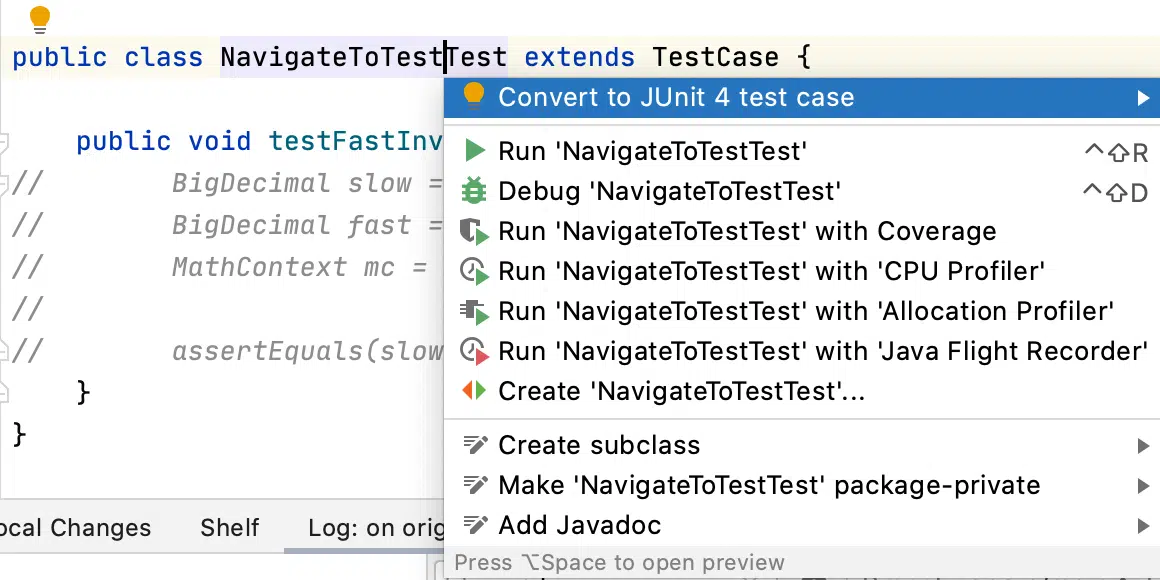 public class NavigateToTestTest extends TestCase {
Convert to JUnit 4 test case
public void testFastInv
Run 'NavigateToTestTest' ^⇧R
// BigDecimal slow =
Debug 'NavigateToTestTest' ^⇧D
// BigDecimal fast =
Run 'NavigateToTestTest' with Coverage
// MathContext mc =
Run 'NavigateToTestTest' with 'CPU Profiler'
//
Run 'NavigateToTestTest' with 'Allocation Profiler'
// assertEquals(slow
Run 'NavigateToTestTest' with 'Java Flight Recorder'
}
Create 'NavigateToTestTest'...
}
Create subclass
Make 'NavigateToTestTest' package-private
Add Javadoc
ocal Changes Shelf Log: on orig
Press ⌥Space to open preview